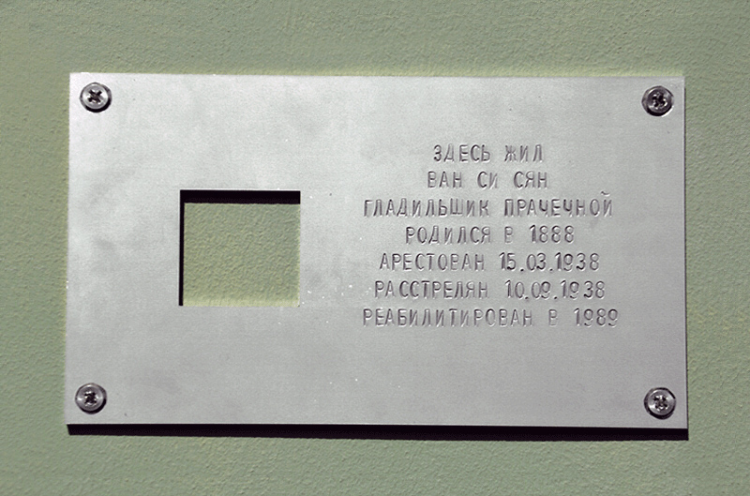 ЗДЕСЬ ЖИЛ
ВАН СИ СЯН
ГЛАДИЛЬЩИК ПРАЧЕЧНОЙ
РОДИЛСЯ В 1888
АРЕСТОВАН 15.03.1938
РАССТРЕЛЯН 10.09.1938
РЕАБИЛИТИРОВАН В 1989